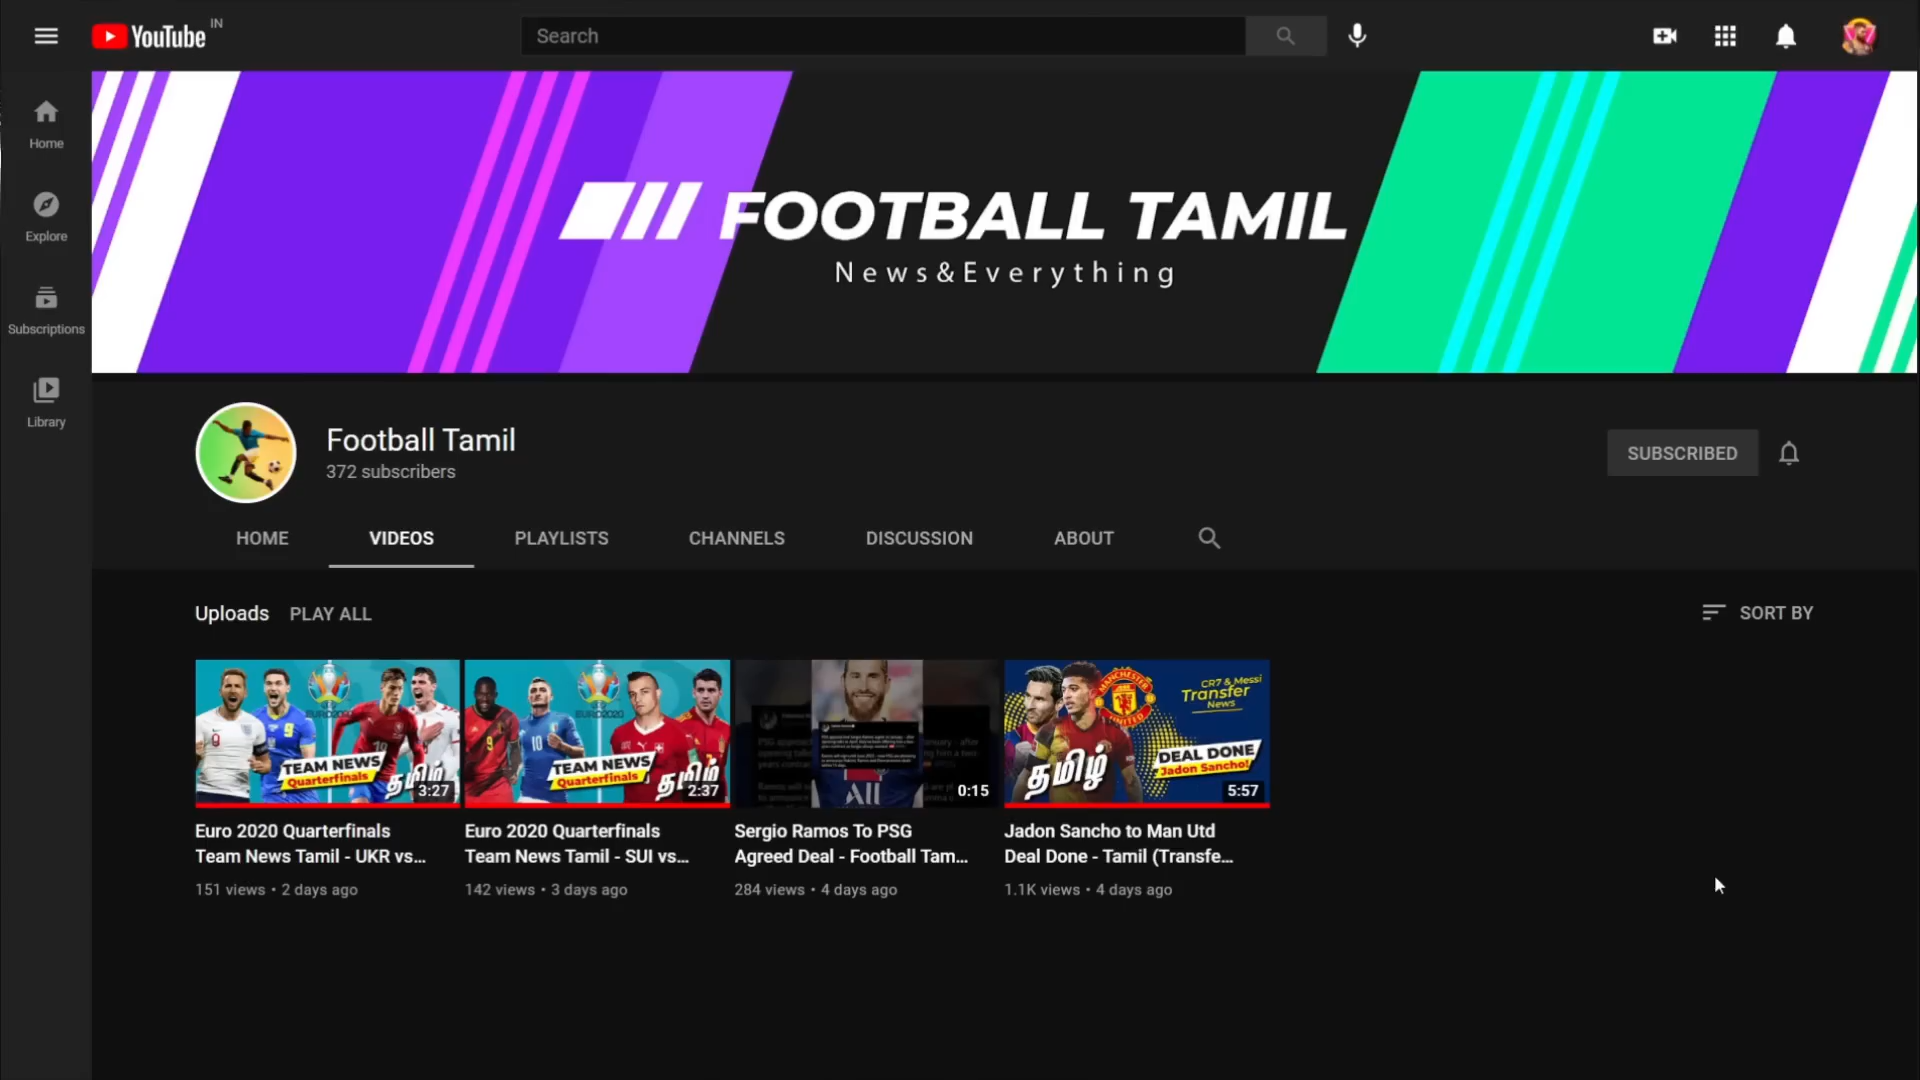 YouTube IN
Search
Home
Explore
Subscriptions
Library
FOOTBALL TAMIL
News&Everything
Football Tamil
372 subscribers
SUBSCRIBED
HOME VIDEOS PLAYLISTS CHANNELS DISCUSSION ABOUT
Uploads PLAY ALL
SORT BY
EURO2020
TEAM NEWS
Quarterfinals
தமிழ்
3:27
Euro 2020 Quarterfinals
Team News Tamil - UKR vs...
151 views • 2 days ago
EURO2020
TEAM NEWS
Quarterfinals
தமிழ்
2:37
Euro 2020 Quarterfinals
Team News Tamil - SUI vs...
142 views • 3 days ago
ALL
0:15
Sergio Ramos To PSG
Agreed Deal - Football Tam...
284 views • 4 days ago
MANCHESTER
UNITED
CR7 & Messi
Transfer
News
தமிழ்
DEAL DONE
Jadon Sancho!
5:57
Jadon Sancho to Man Utd
Deal Done - Tamil (Transfe...
1.1K views • 4 days ago